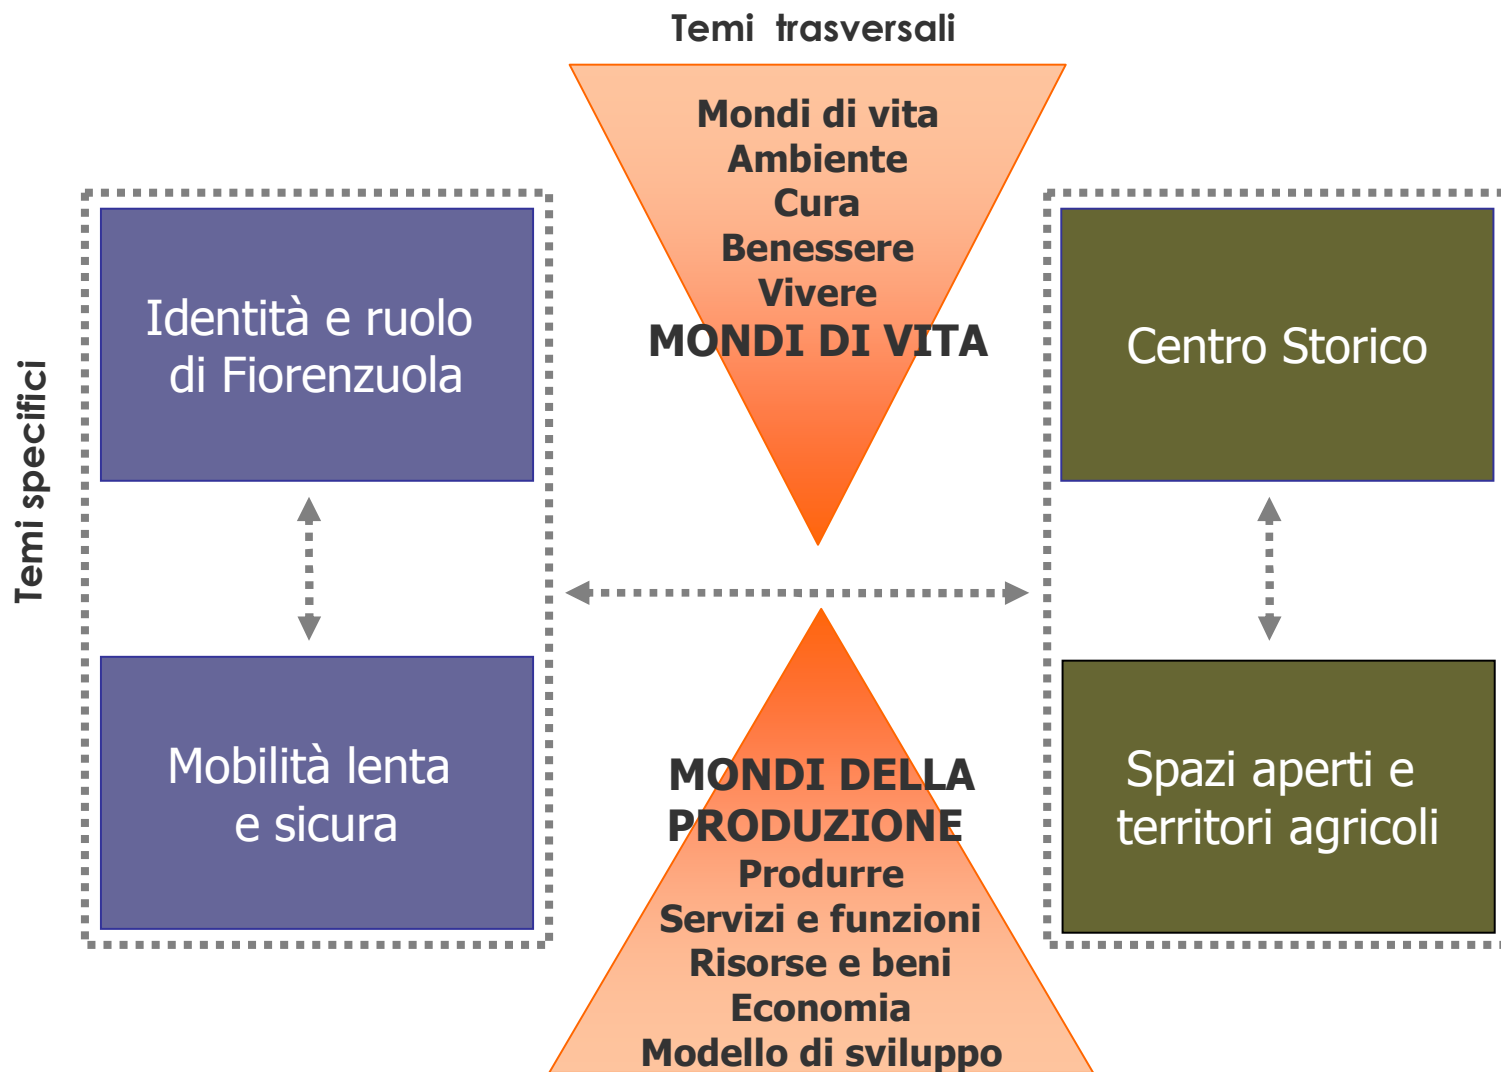 Temi trasversali
Mondi di vita
Ambiente
Cura
Benessere
Vivere
MONDI DI VITA
Temi specifici
Identità e ruolo
di Fiorenzuola
Centro Storico
Mobilità lenta
e sicura
MONDI DELLA
PRODUZIONE
Produrre
Servizi e funzioni
Risorse e beni
Economia
Modello di sviluppo
Spazi aperti e
territori agricoli